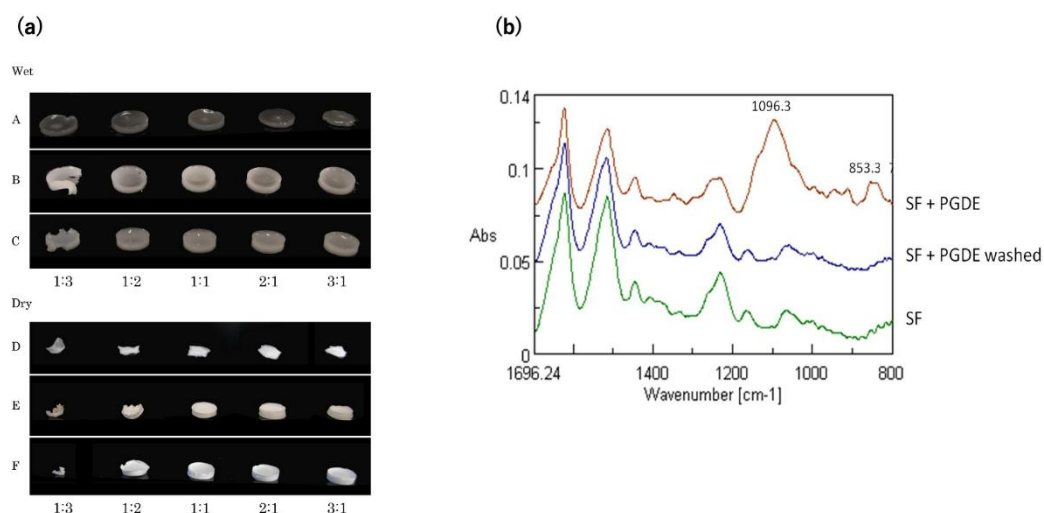 (a)
Wet
A
B
C
1:3 1:2 1:1 2:1 3:1
Dry
D
E
F
1:3 1:2 1:1 2:1 3:1
(b)
0.14
0.1
Abs
0.05
0
1096.3
853.3 7
SF + PGDE
SF + PGDE washed
SF
1696.24 1400 1200 1000 800
Wavenumber [cm-1]